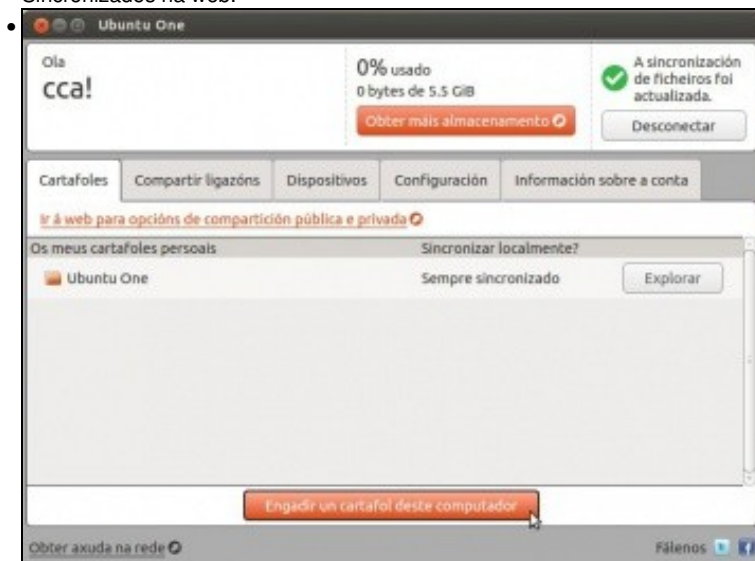 Sincronizados na web.
Ubuntu One
Ola
cca!
0% usado
0 bytes de 5.5 GiB
Obter máis almacenamento
A sincronización
de ficheiros foi
actualizada.
Desconectar
Cartafoles
Compartir ligazóns
Dispositivos
Configuración
Información sobre a conta
Ir á web para opcións de compartición pública e privada
Os meus cartafoles persoais
Sincronizar localmente?
Ubuntu One
Sempre sincronizado
Explorar
Engadir un cartafol deste computador
Obter axuda na rede
Fálenos